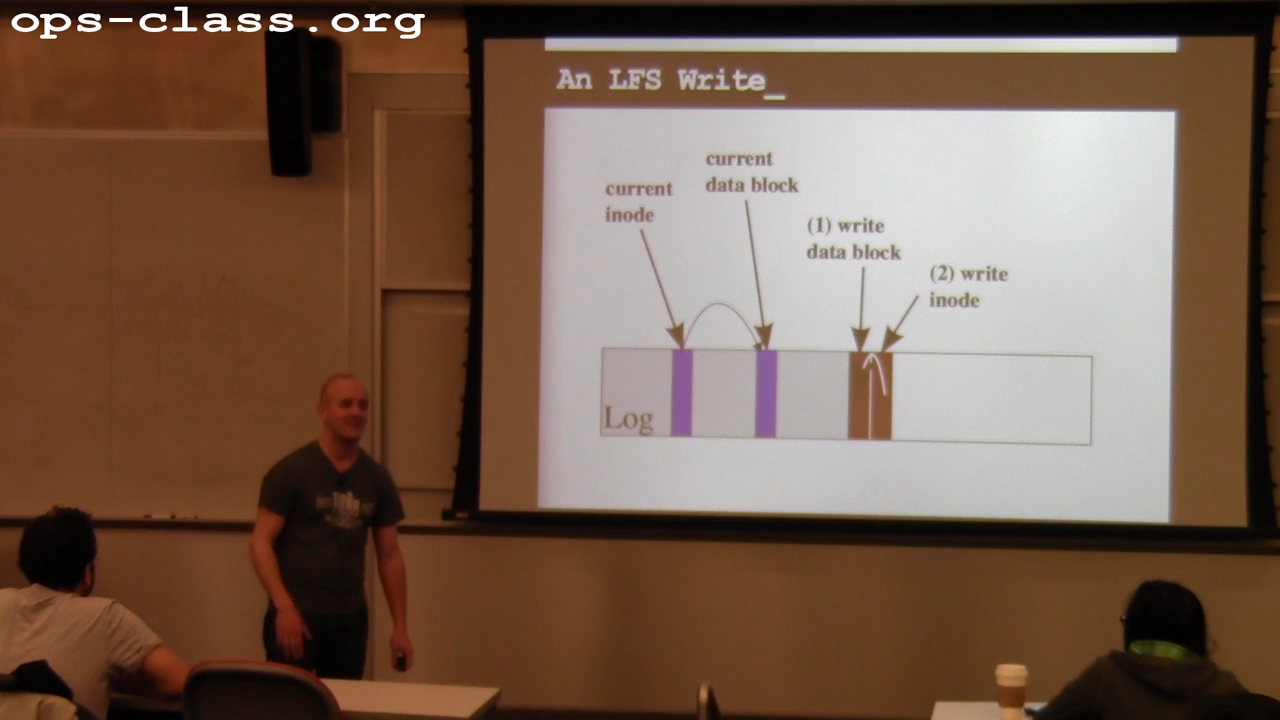 ops-class.org
An LFS Write_
current
data block
current
inode
(1) write
data block
(2) write
inode
Log